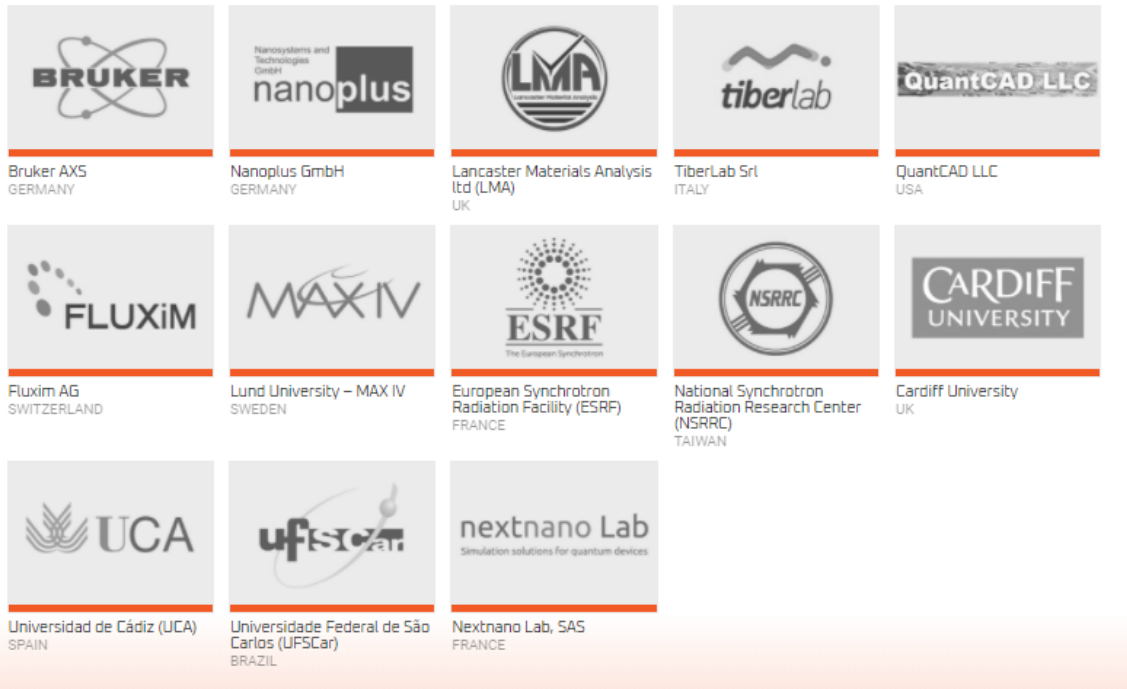 BRUKER
Bruker AXS
GERMANY
Nanosystems and
Technologies
GmbH
nanoplus
Nanoplus GmbH
GERMANY
LMA
Lancaster Materials Analysis
Lancaster Materials Analysis
ltd (LMA)
UK
tiberlab
TiberLab Srl
ITALY
QuantCAD LLC
QuantCAD LLC
USA
FLUXiM
Fluxim AG
SWITZERLAND
MAX IV
Lund University – MAX IV
SWEDEN
ESRF
The European Synchrotron
European Synchrotron
Radiation Facility (ESRF)
FRANCE
NSRRC
National Synchrotron
Radiation Research Center
(NSRRC)
TAIWAN
CARDIFF
UNIVERSITY
Cardiff University
UK
UCA
Universidad de Cádiz (UCA)
SPAIN
ufscar
Universidade Federal de São
Carlos (UFSCar)
BRAZIL
nextnano Lab
Simulation solutions for quantum devices
Nextnano Lab, SAS
FRANCE